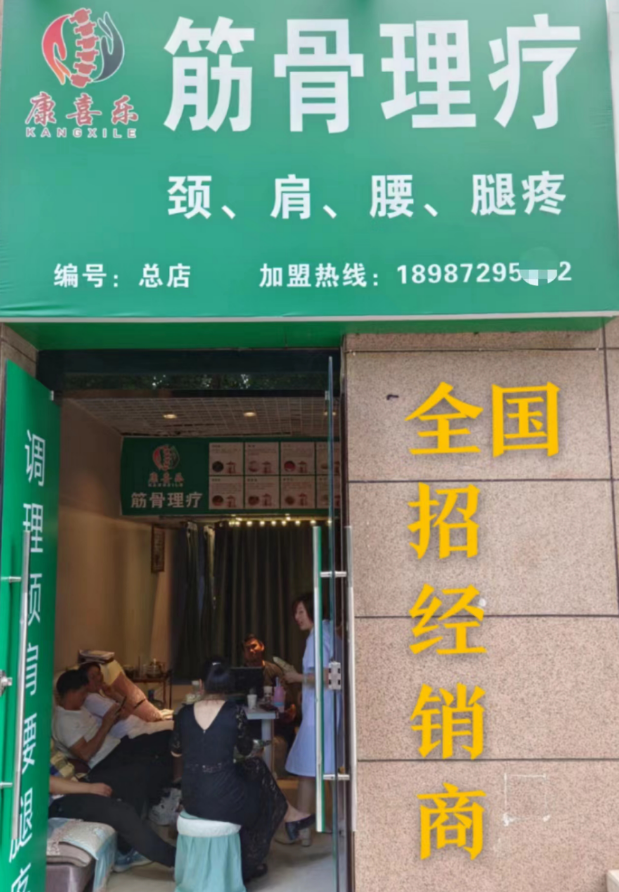 康喜乐
KANGXILE
筋骨理疗
颈、肩、腰、腿疼
编号：总店
加盟热线：18987295 2
全国
招
经
销
商
调理颈肩腰腿疼
康喜乐
KANGXILE
筋骨理疗